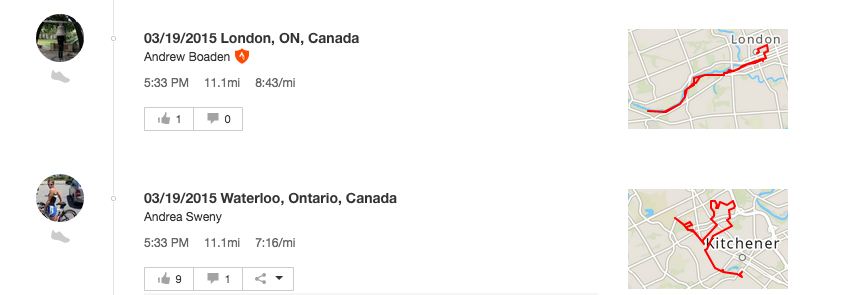 03/19/2015 London, ON, Canada
Andrew Boaden
5:33 PM 11.1mi 8:43/mi
1 0
London
03/19/2015 Waterloo, Ontario, Canada
Andrea Sweny
5:33 PM 11.1mi 7:16/mi
9 1
Kitchener